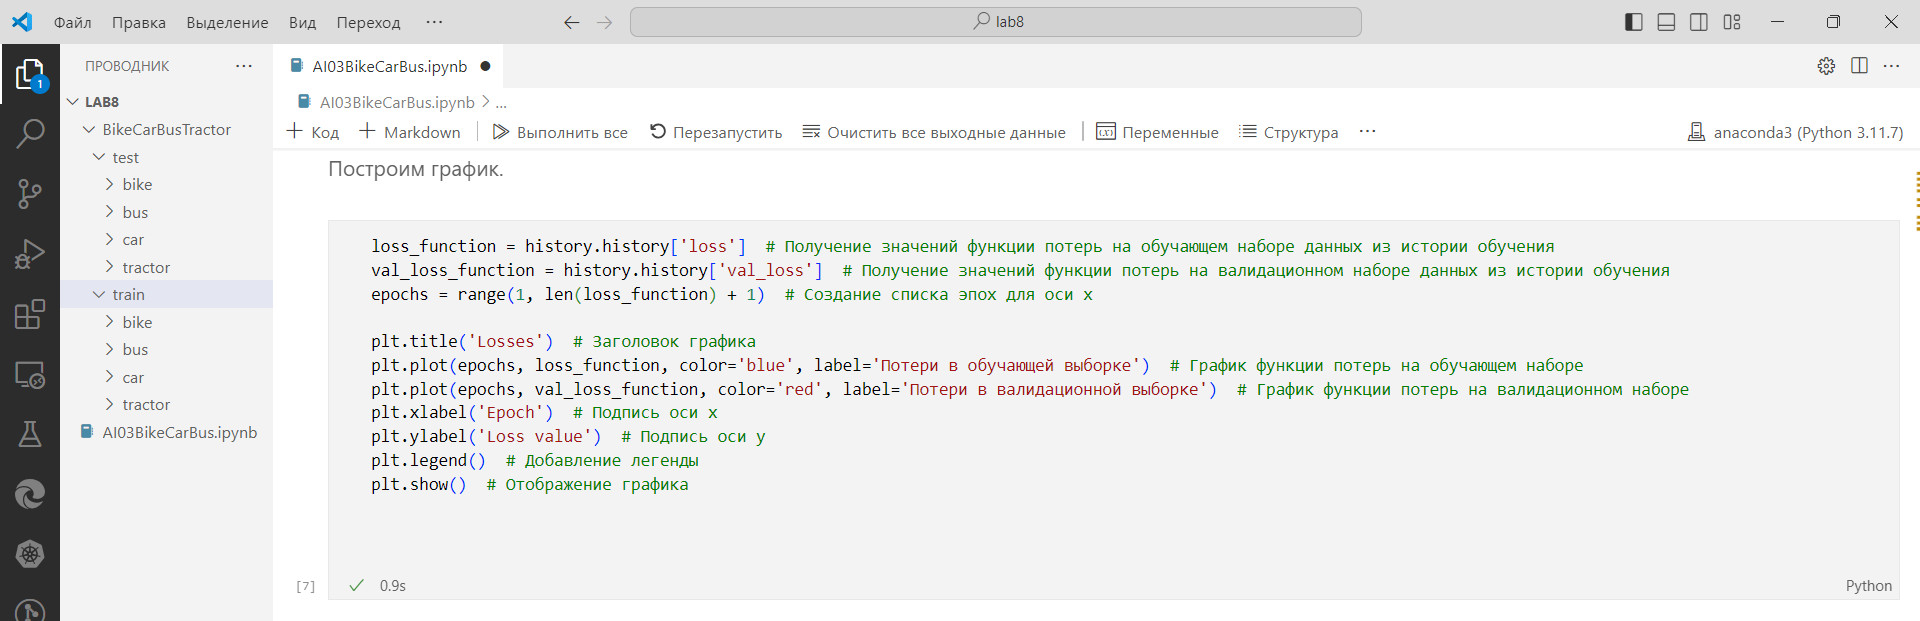 Файл Правка Выделение Вид Переход ··· lab8
ПРОВОДНИК ···
1
LAB8
BikeCarBusTractor
test
bike
bus
car
tractor
train
bike
bus
car
tractor
AI03BikeCarBus.ipynb
AI03BikeCarBus.ipynb
AI03BikeCarBus.ipynb > ...
+ Код + Markdown Выполнить все Перезапустить Очистить все выходные данные Переменные Структура ··· anaconda3 (Python 3.11.7)
Построим график.
loss_function = history.history['loss']  # Получение значений функции потерь на обучающем наборе данных из истории обучения
val_loss_function = history.history['val_loss']  # Получение значений функции потерь на валидационном наборе данных из истории обучения
epochs = range(1, len(loss_function) + 1)  # Создание списка эпох для оси x
plt.title('Losses')  # Заголовок графика
plt.plot(epochs, loss_function, color='blue', label='Потери в обучающей выборке')  # График функции потерь на обучающем наборе
plt.plot(epochs, val_loss_function, color='red', label='Потери в валидационной выборке')  # График функции потерь на валидационном наборе
plt.xlabel('Epoch')  # Подпись оси x
plt.ylabel('Loss value')  # Подпись оси y
plt.legend()  # Добавление легенды
plt.show()  # Отображение графика
[7] 0.9s Python